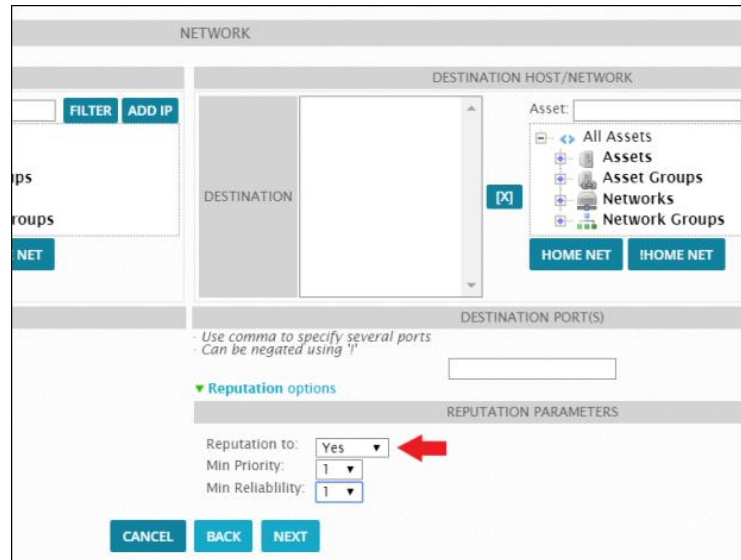 NETWORK
DESTINATION HOST/NETWORK
FILTER ADD IP
Asset:
All Assets
Assets
Asset Groups
Networks
Network Groups
ips
roups
DESTINATION
[X]
NET
HOME NET !HOME NET
DESTINATION PORT(S)
- Use comma to specify several ports
- Can be negated using '!'
Reputation options
REPUTATION PARAMETERS
Reputation to: Yes
Min Priority: 1
Min Reliablility: 1
CANCEL BACK NEXT